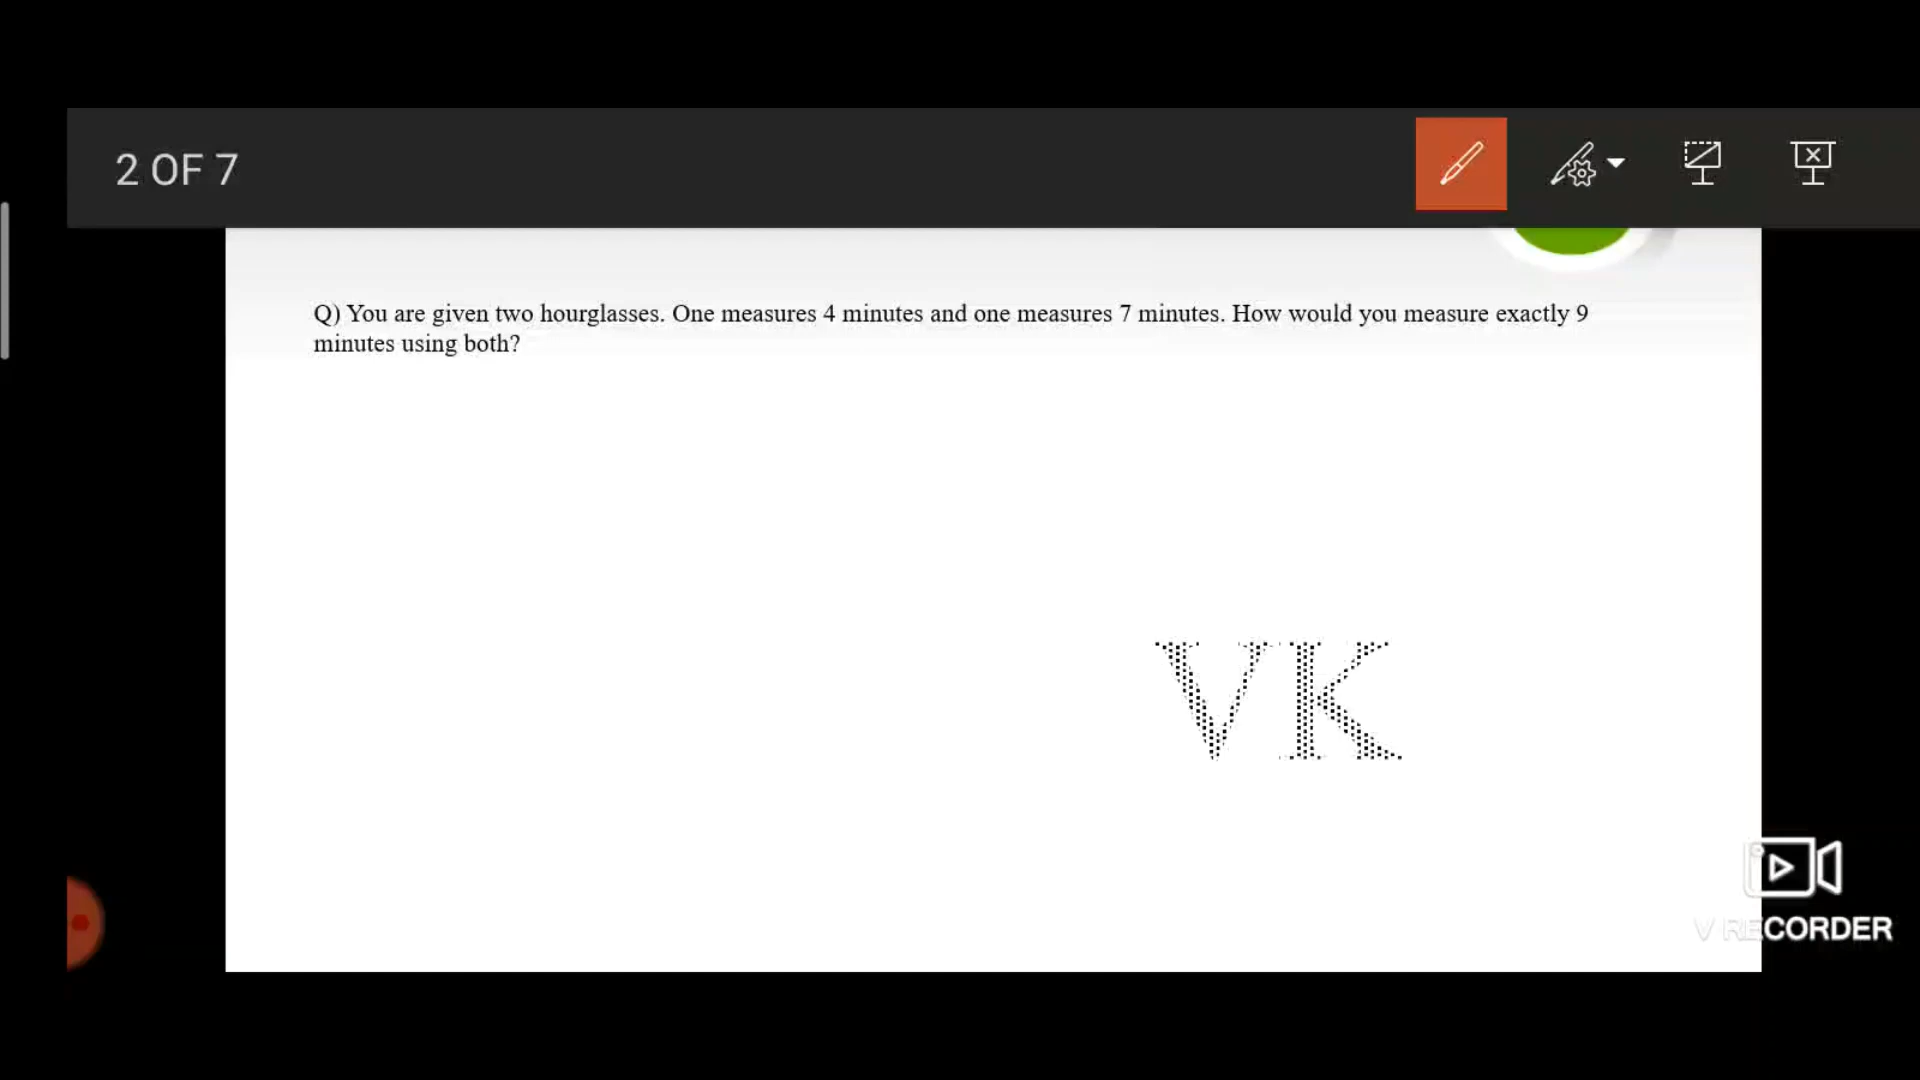 2 OF 7
Q) You are given two hourglasses. One measures 4 minutes and one measures 7 minutes. How would you measure exactly 9
minutes using both?
VK
V RECORDER